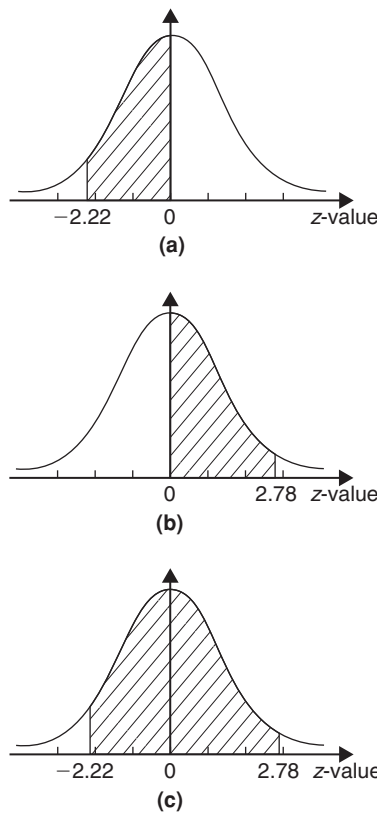 −2.22 0 z-value
(a)
0 2.78 z-value
(b)
−2.22 0 2.78 z-value
(c)